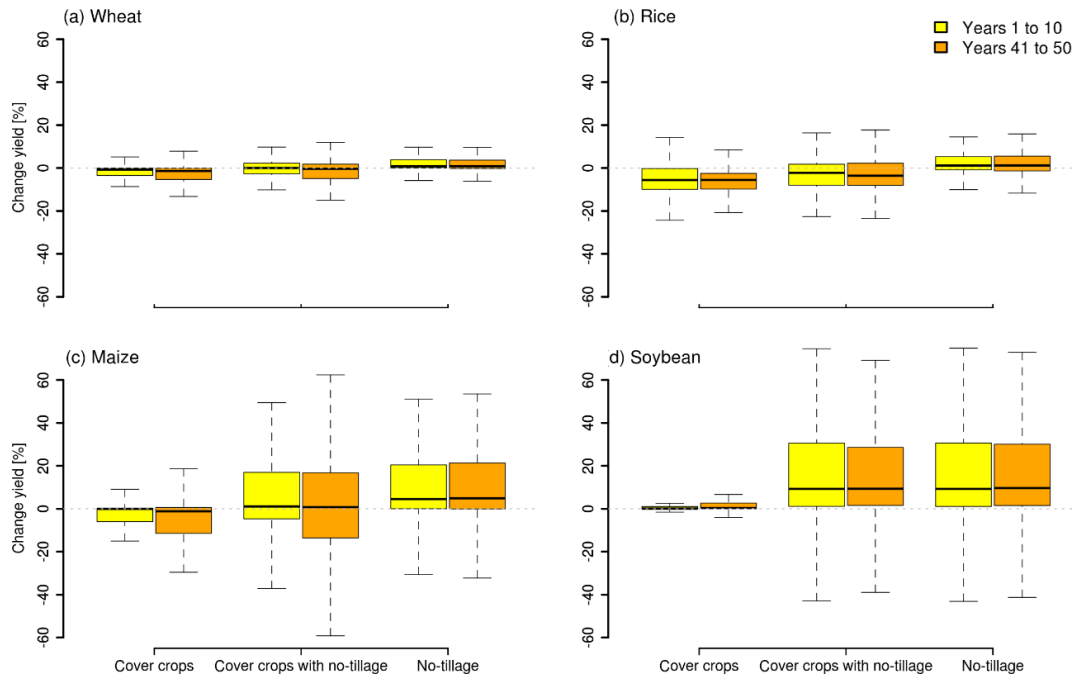 (a) Wheat
Change yield [%]
60
40
20
0
-20
-40
-60
(b) Rice
60
40
20
0
-20
-40
-60
Years 1 to 10
Years 41 to 50
(c) Maize
Change yield [%]
60
40
20
0
-20
-40
-60
Cover crops
Cover crops with no-tillage
No-tillage
d) Soybean
60
40
20
0
-20
-40
-60
Cover crops
Cover crops with no-tillage
No-tillage